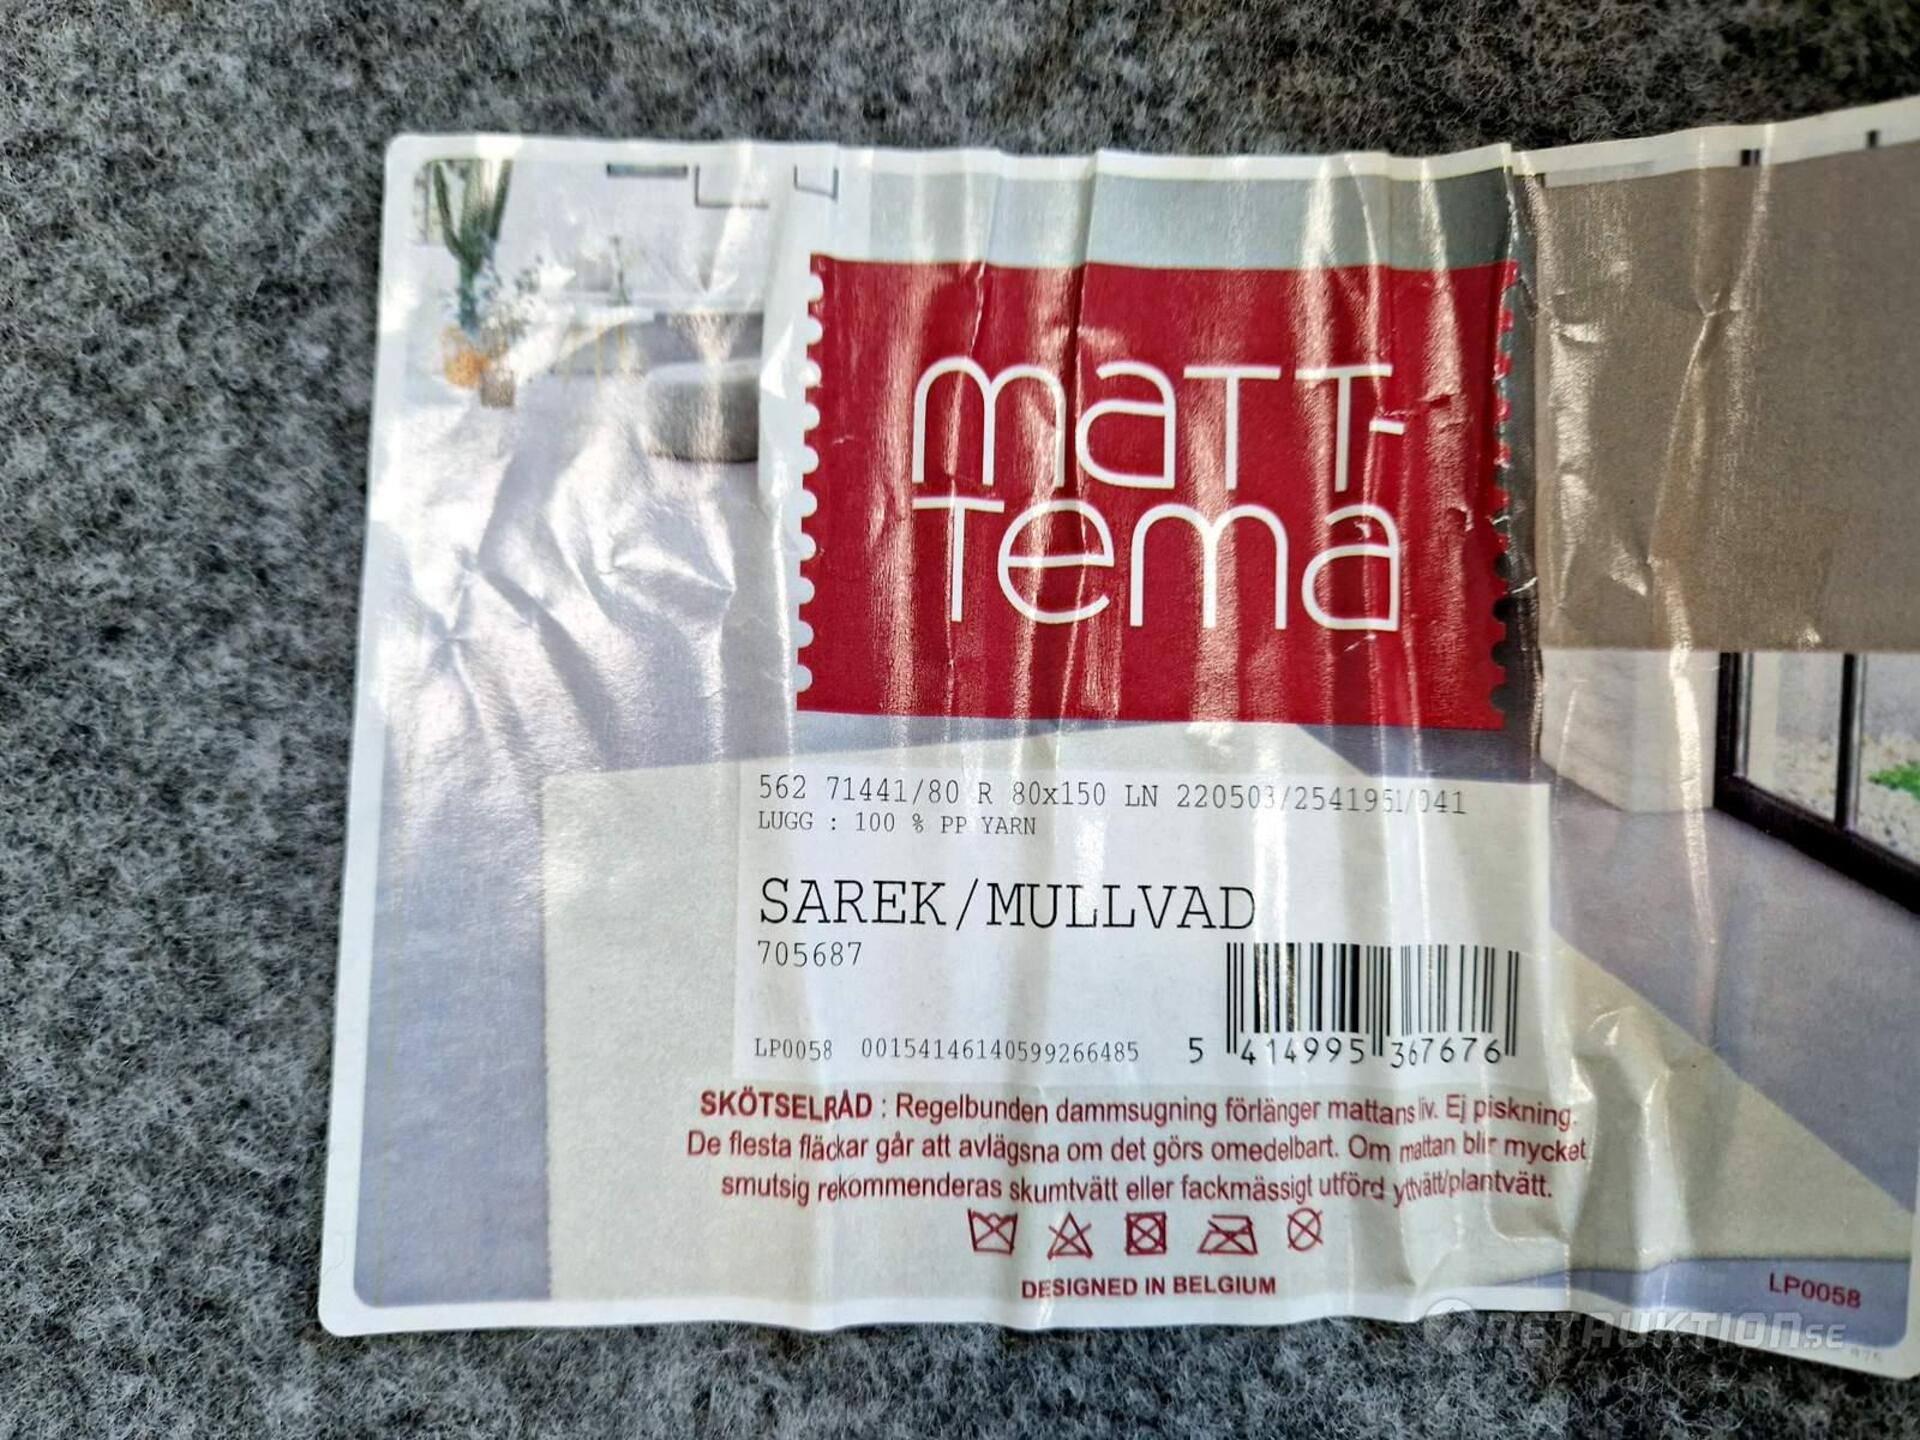 maTT-
Tema
562 71441/80 R 80x150 LN 220503/2541951/041
LUGG : 100 % PP YARN
SAREK/MULLVAD
705687
LP0058 00154146140599266485
5 414995 367676
SKÖTSELRÅD : Regelbunden dammsugning förlänger mattans liv. Ej piskning.
De flesta fläckar går att avlägsna om det görs omedelbart. Om mattan blir mycket
smutsig rekommenderas skumtvätt eller fackmässigt utförd yttvätt/plantvätt.
DESIGNED IN BELGIUM
LP0058
NETAUKTION.SE